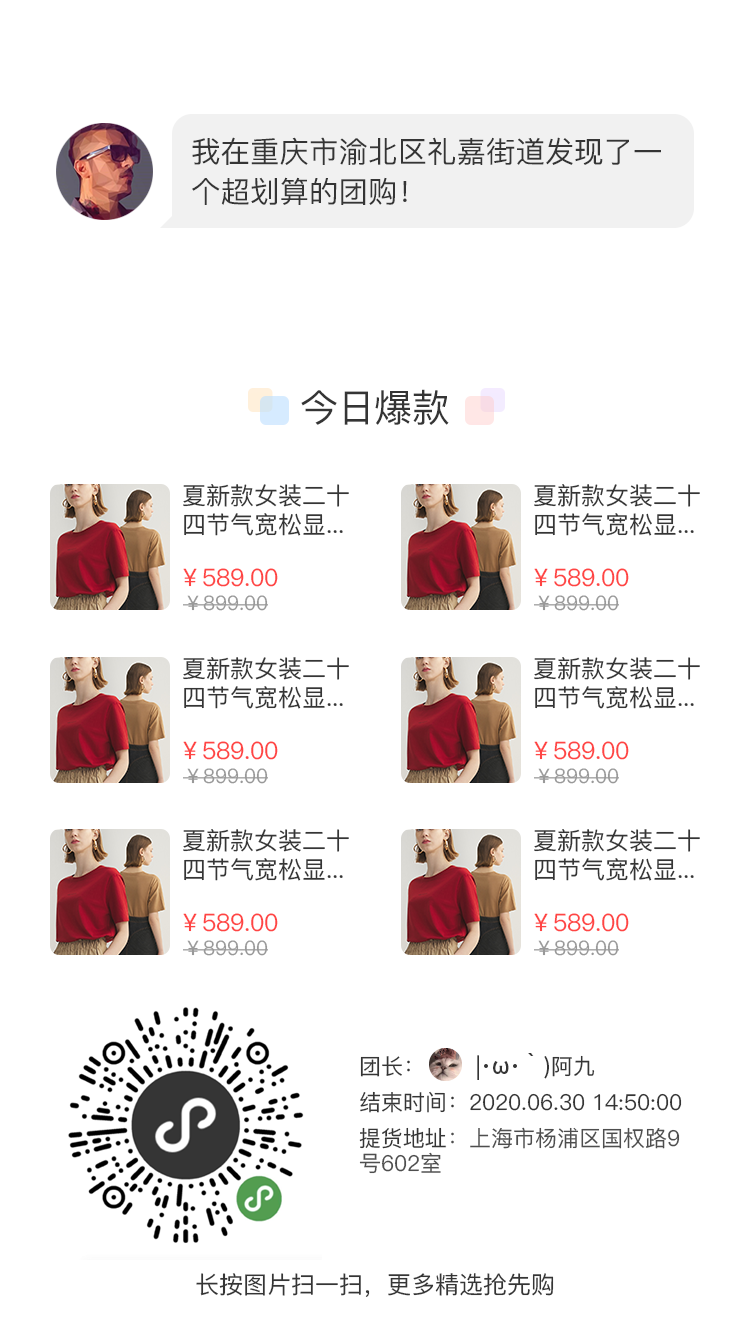 我在重庆市渝北区礼嘉街道发现了一
个超划算的团购！
今日爆款
夏新款女装二十
四节气宽松显...
¥589.00
¥899.00
夏新款女装二十
四节气宽松显...
¥589.00
¥899.00
夏新款女装二十
四节气宽松显...
¥589.00
¥899.00
夏新款女装二十
四节气宽松显...
¥589.00
¥899.00
夏新款女装二十
四节气宽松显...
¥589.00
¥899.00
夏新款女装二十
四节气宽松显...
¥589.00
¥899.00
团长： |･ω･｀)阿九
结束时间：2020.06.30 14:50:00
提货地址：上海市杨浦区国权路9
号602室
长按图片扫一扫，更多精选抢先购